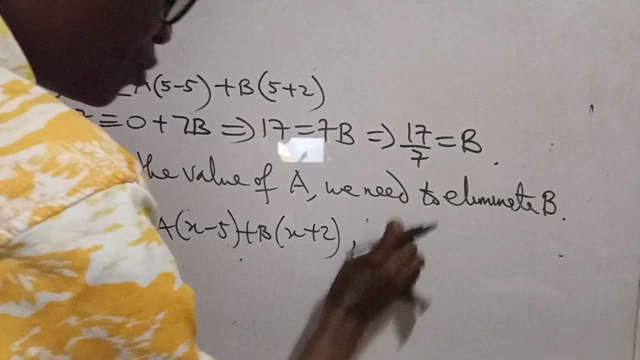 A(5-5)+B(5+2)
≡ 0+7B ⇒ 17=7B ⇒ 17/7 = B.
the value of A, we need to eliminate B.
A(x-5)+B(x+2),